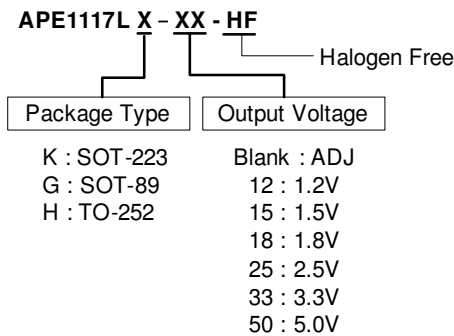 APE1117L X – XX - HF
Halogen Free
Package Type
Output Voltage
K : SOT-223
G : SOT-89
H : TO-252
Blank : ADJ
12 : 1.2V
15 : 1.5V
18 : 1.8V
25 : 2.5V
33 : 3.3V
50 : 5.0V